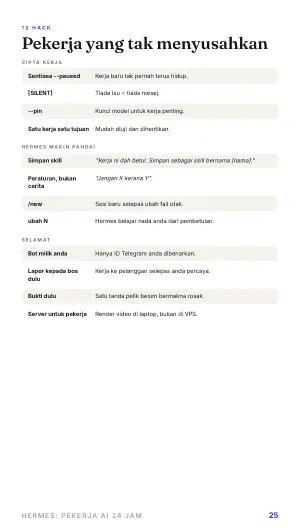 12 HACK
Pekerja yang tak menyusahkan
CIPTA KERJA
Sentiasa --paused Kerja baru tak pernah terus hidup.
[SILENT] Tiada isu = tiada mesej.
--pin Kunci model untuk kerja penting.
Satu kerja satu tujuan Mudah diuji dan dihentikan.
HERMES MAKIN PANDAI
Simpan skill "Kerja ni dah betul. Simpan sebagai skill bernama [nama]."
Peraturan, bukan "Jangan X kerana Y".
cerita
/new Sesi baru selepas ubah fail otak.
ubah N Hermes belajar nada anda dari pembetulan.
SELAMAT
Bot milik anda Hanya ID Telegram anda dibenarkan.
Lapor kepada bos Kerja ke pelanggan selepas anda percaya.
dulu
Bukti dulu Satu tanda pelik belum bermakna rosak.
Server untuk pekerja Render video di laptop, bukan di VPS.
HERMES: PEKERJA AI 24 JAM 25